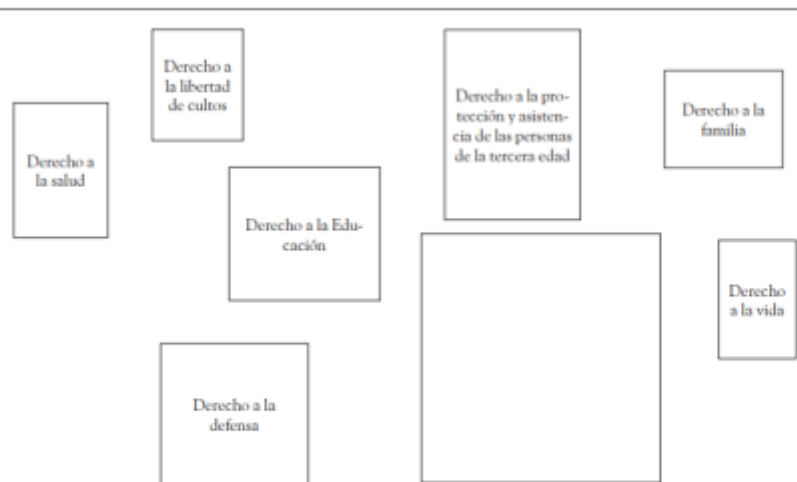 Derecho a
la libertad
de cultos
Derecho a la pro-
tección y asisten-
cia de las personas
de la tercera edad
Derecho a la
familia
Derecho a
la salud
Derecho a la Edu-
cación
Derecho
a la vida
Derecho a la
defensa